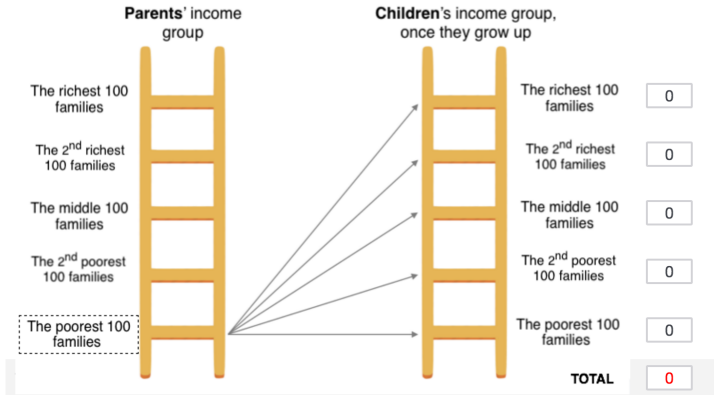 Parents' income
group
Children's income group,
once they grow up
The richest 100
families
The 2nd richest
100 families
The middle 100
families
The 2nd poorest
100 families
The poorest 100
families
The richest 100
families
0
The 2nd richest
100 families
0
The middle 100
families
0
The 2nd poorest
100 families
0
The poorest 100
families
0
TOTAL
0